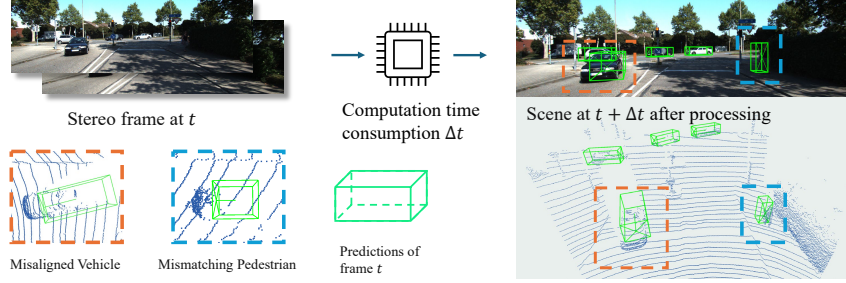 Stereo frame at t
Computation time
consumption Δt
Scene at t + Δt after processing
Misaligned Vehicle
Mismatching Pedestrian
Predictions of
frame t